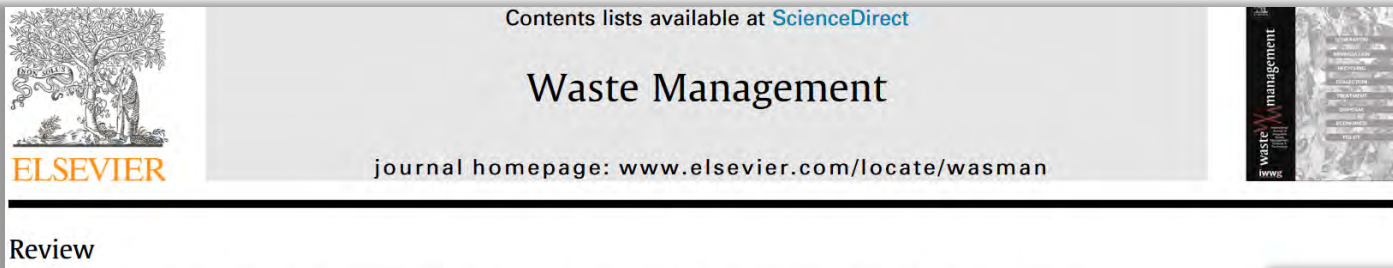 Contents lists available at ScienceDirect
Waste Management
journal homepage: www.elsevier.com/locate/wasman
ELSEVIER
waste management
iwwg
Review